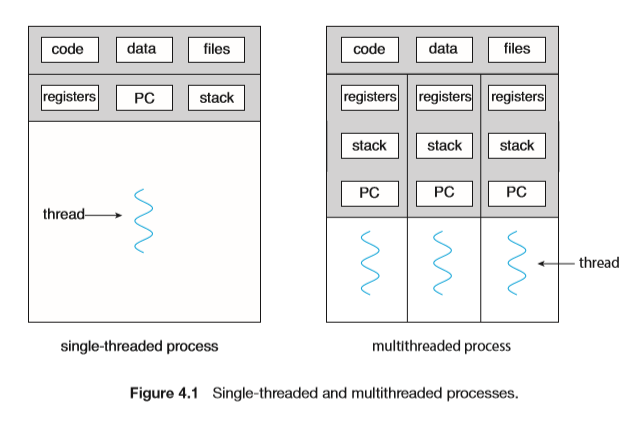 code data files
registers PC stack
thread
single-threaded process
code data files
registers registers registers
stack stack stack
PC PC PC
thread
multithreaded process
Figure 4.1 Single-threaded and multithreaded processes.